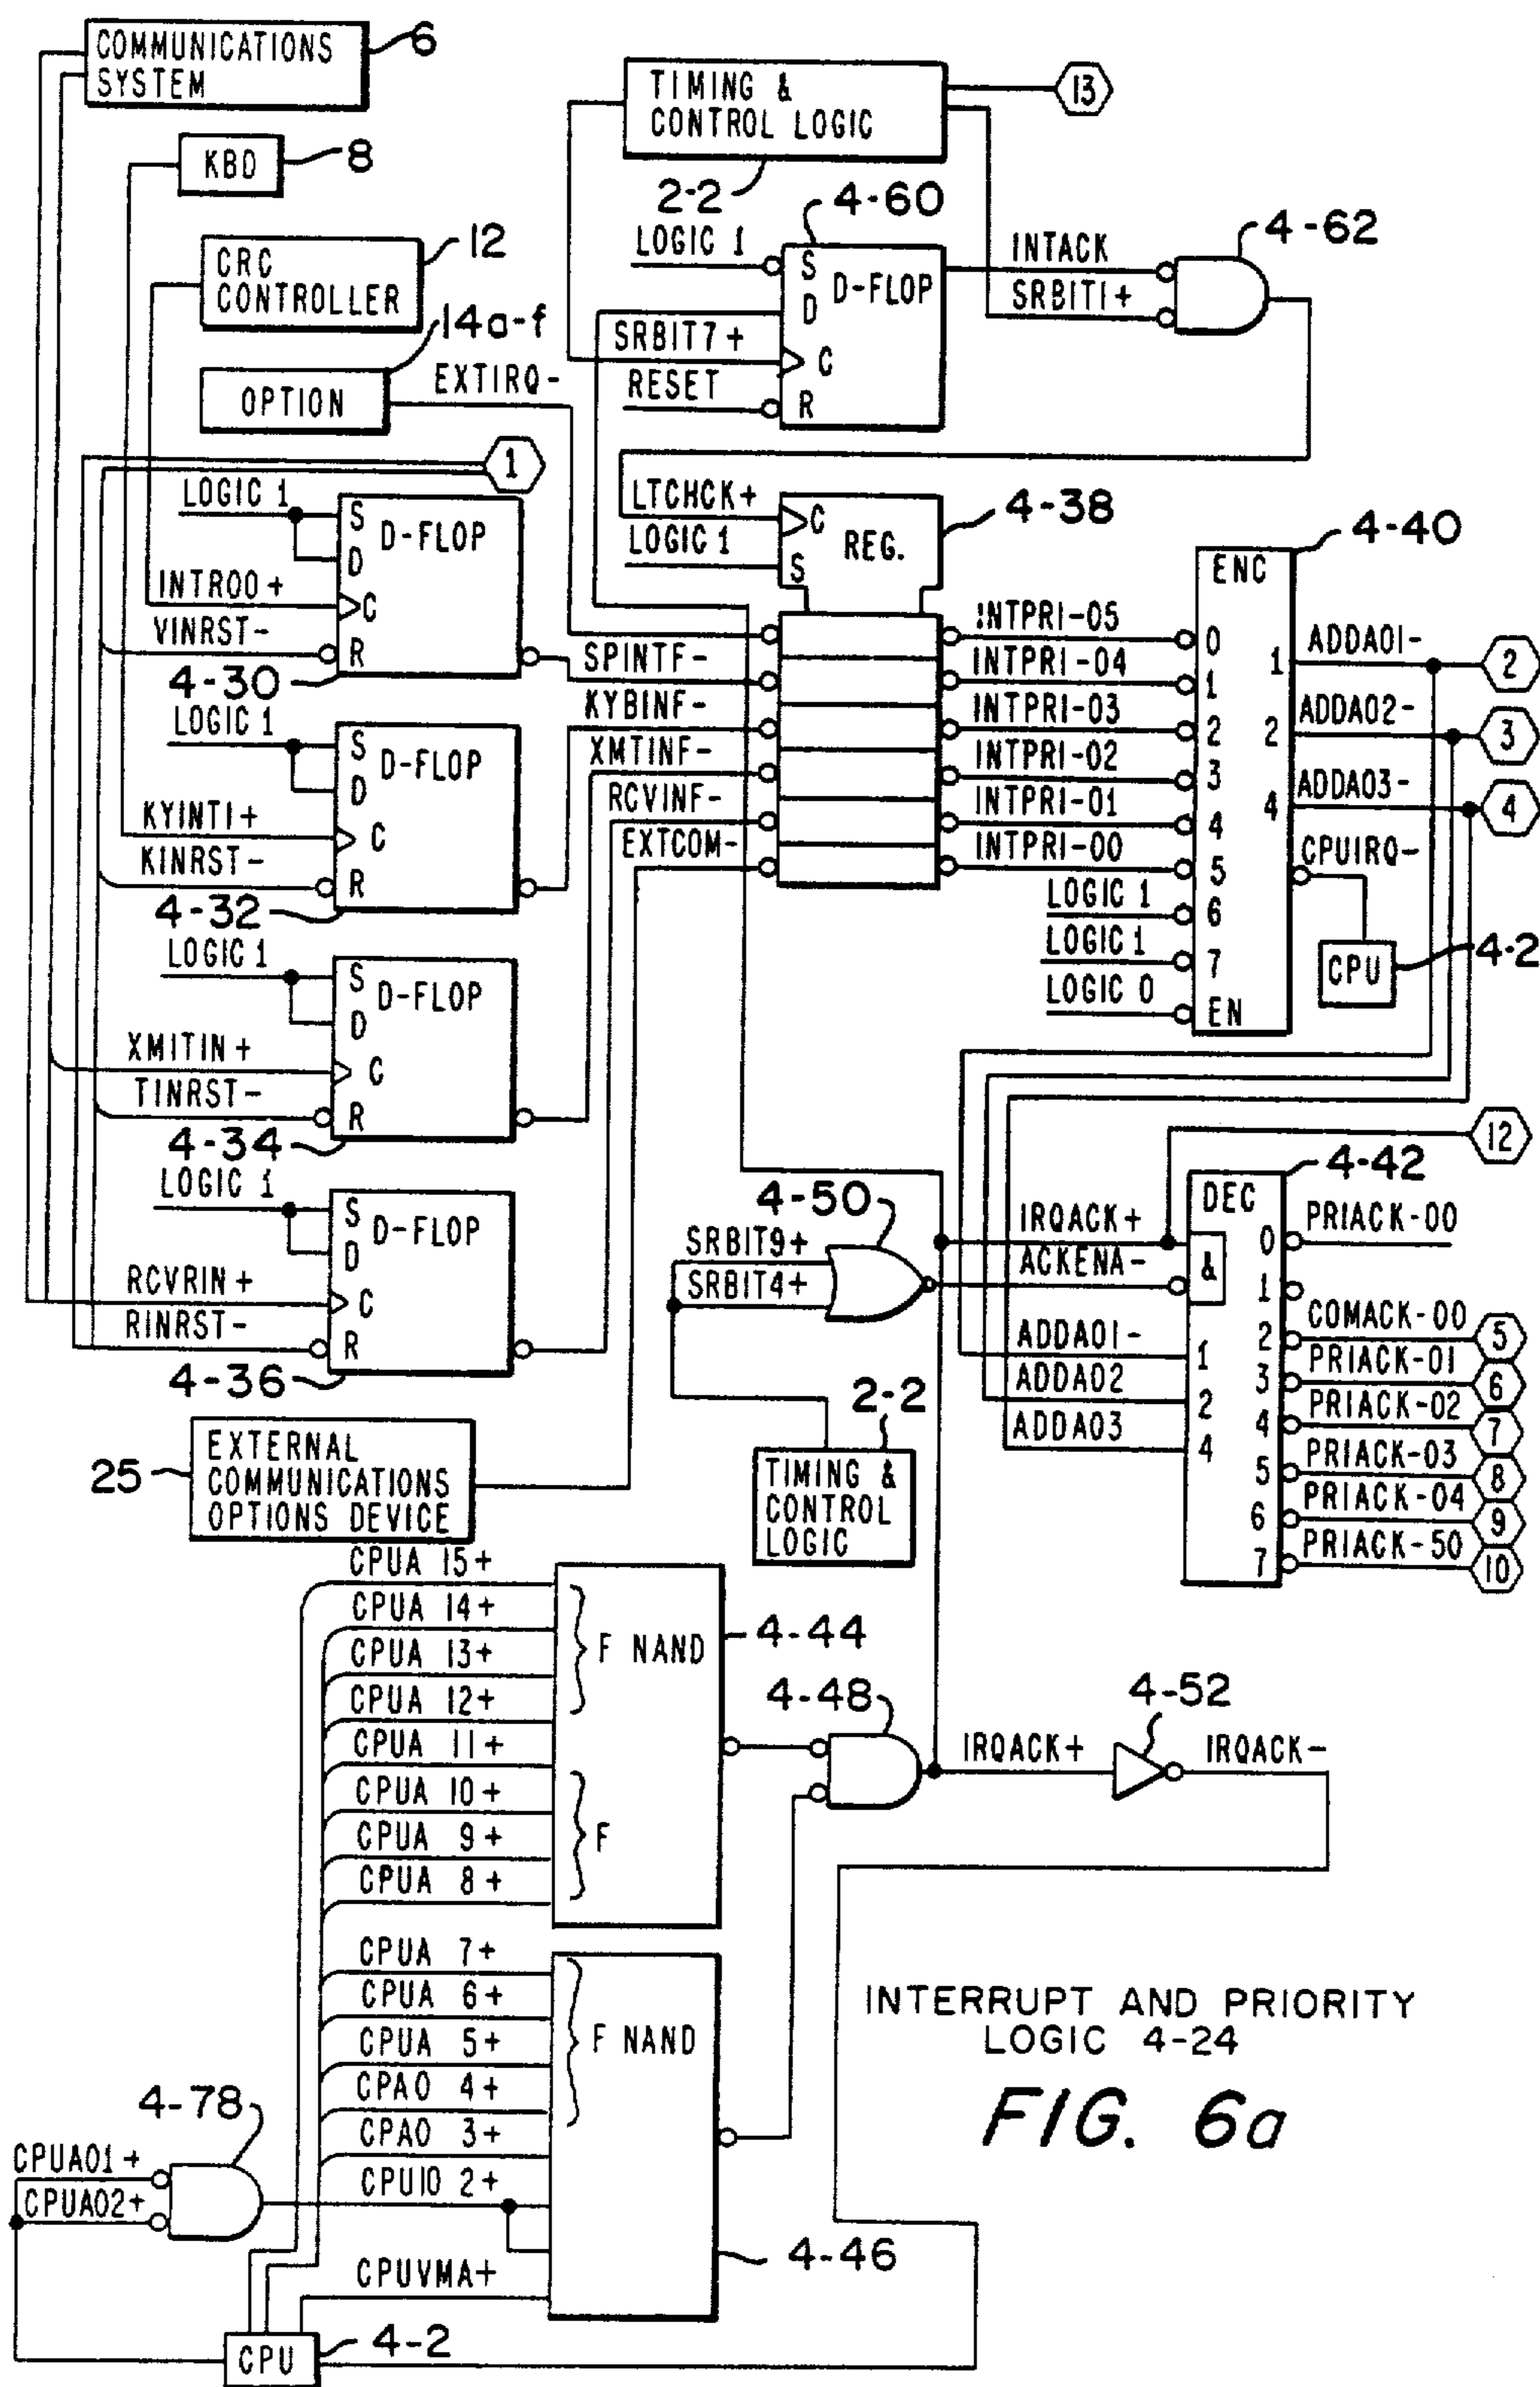 COMMUNICATIONS
SYSTEM
6
KBD
8
CRC
CONTROLLER
12
OPTION
14a-f
EXTIRQ-
1
TIMING &
CONTROL LOGIC
2-2
13
4-60
LOGIC 1
S
D-FLOP
D
SRBIT7+
C
RESET
R
INTACK
SRBIT1+
4-62
LOGIC 1
S
D-FLOP
D
INTR00+
C
VINRST-
R
4-30
LOGIC 1
S
D-FLOP
D
KYINTI+
C
KINRST-
R
4-32
LOGIC 1
S
D-FLOP
D
XMITIN+
C
TINRST-
R
4-34
LOGIC 1
S
D-FLOP
D
RCVRIN+
C
RINRST-
R
4-36
LTCHCK+
C
REG.
LOGIC 1
S
4-38
SPINTF-
KYBINF-
XMTINF-
RCVINF-
EXTCOM-
INTPRI-05
INTPRI-04
INTPRI-03
INTPRI-02
INTPRI-01
INTPRI-00
LOGIC 1
LOGIC 1
LOGIC 0
4-40
ENC
0
1
2
3
4
5
6
7
EN
1
2
4
ADDA01-
2
ADDA02-
3
ADDA03-
4
CPUIRQ-
CPU
4-2
12
4-42
4-50
SRBIT9+
SRBIT4+
IRQACK+
ACKENA-
ADDA01-
ADDA02
ADDA03
DEC
&
1
2
4
0
1
2
3
4
5
6
7
PRIACK-00
COMACK-00
5
PRIACK-01
6
PRIACK-02
7
PRIACK-03
8
PRIACK-04
9
PRIACK-50
10
2-2
TIMING &
CONTROL
LOGIC
25
EXTERNAL
COMMUNICATIONS
OPTIONS DEVICE
CPUA 15+
CPUA 14+
CPUA 13+
CPUA 12+
CPUA 11+
CPUA 10+
CPUA 9+
CPUA 8+
F NAND
F
4-44
4-48
IRQACK+
4-52
IRQACK-
CPUA 7+
CPUA 6+
CPUA 5+
CPA0 4+
CPA0 3+
CPUI0 2+
CPUVMA+
F NAND
4-46
4-78
CPUA01+
CPUA02+
CPU
4-2
INTERRUPT AND PRIORITY
LOGIC 4-24
FIG. 6a